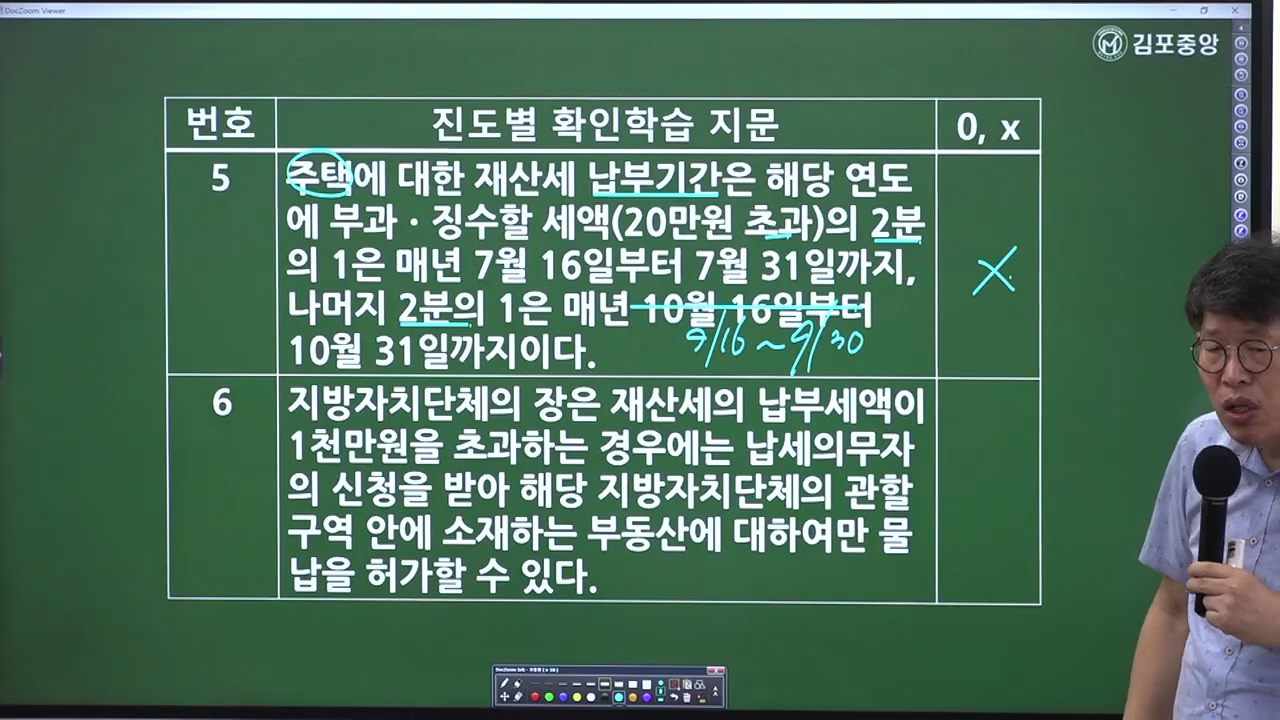 DocZoom Viewer
김포중앙
번호 진도별 확인학습 지문 0, x
5 주택에 대한 재산세 납부기간은 해당 연도
에 부과 · 징수할 세액(20만원 초과)의 2분
의 1은 매년 7월 16일부터 7월 31일까지,
나머지 2분의 1은 매년 10월 16일부터
9/16 ~ 9/30
10월 31일까지이다.
X
6 지방자치단체의 장은 재산세의 납부세액이
1천만원을 초과하는 경우에는 납세의무자
의 신청을 받아 해당 지방자치단체의 관할
구역 안에 소재하는 부동산에 대하여만 물
납을 허가할 수 있다.